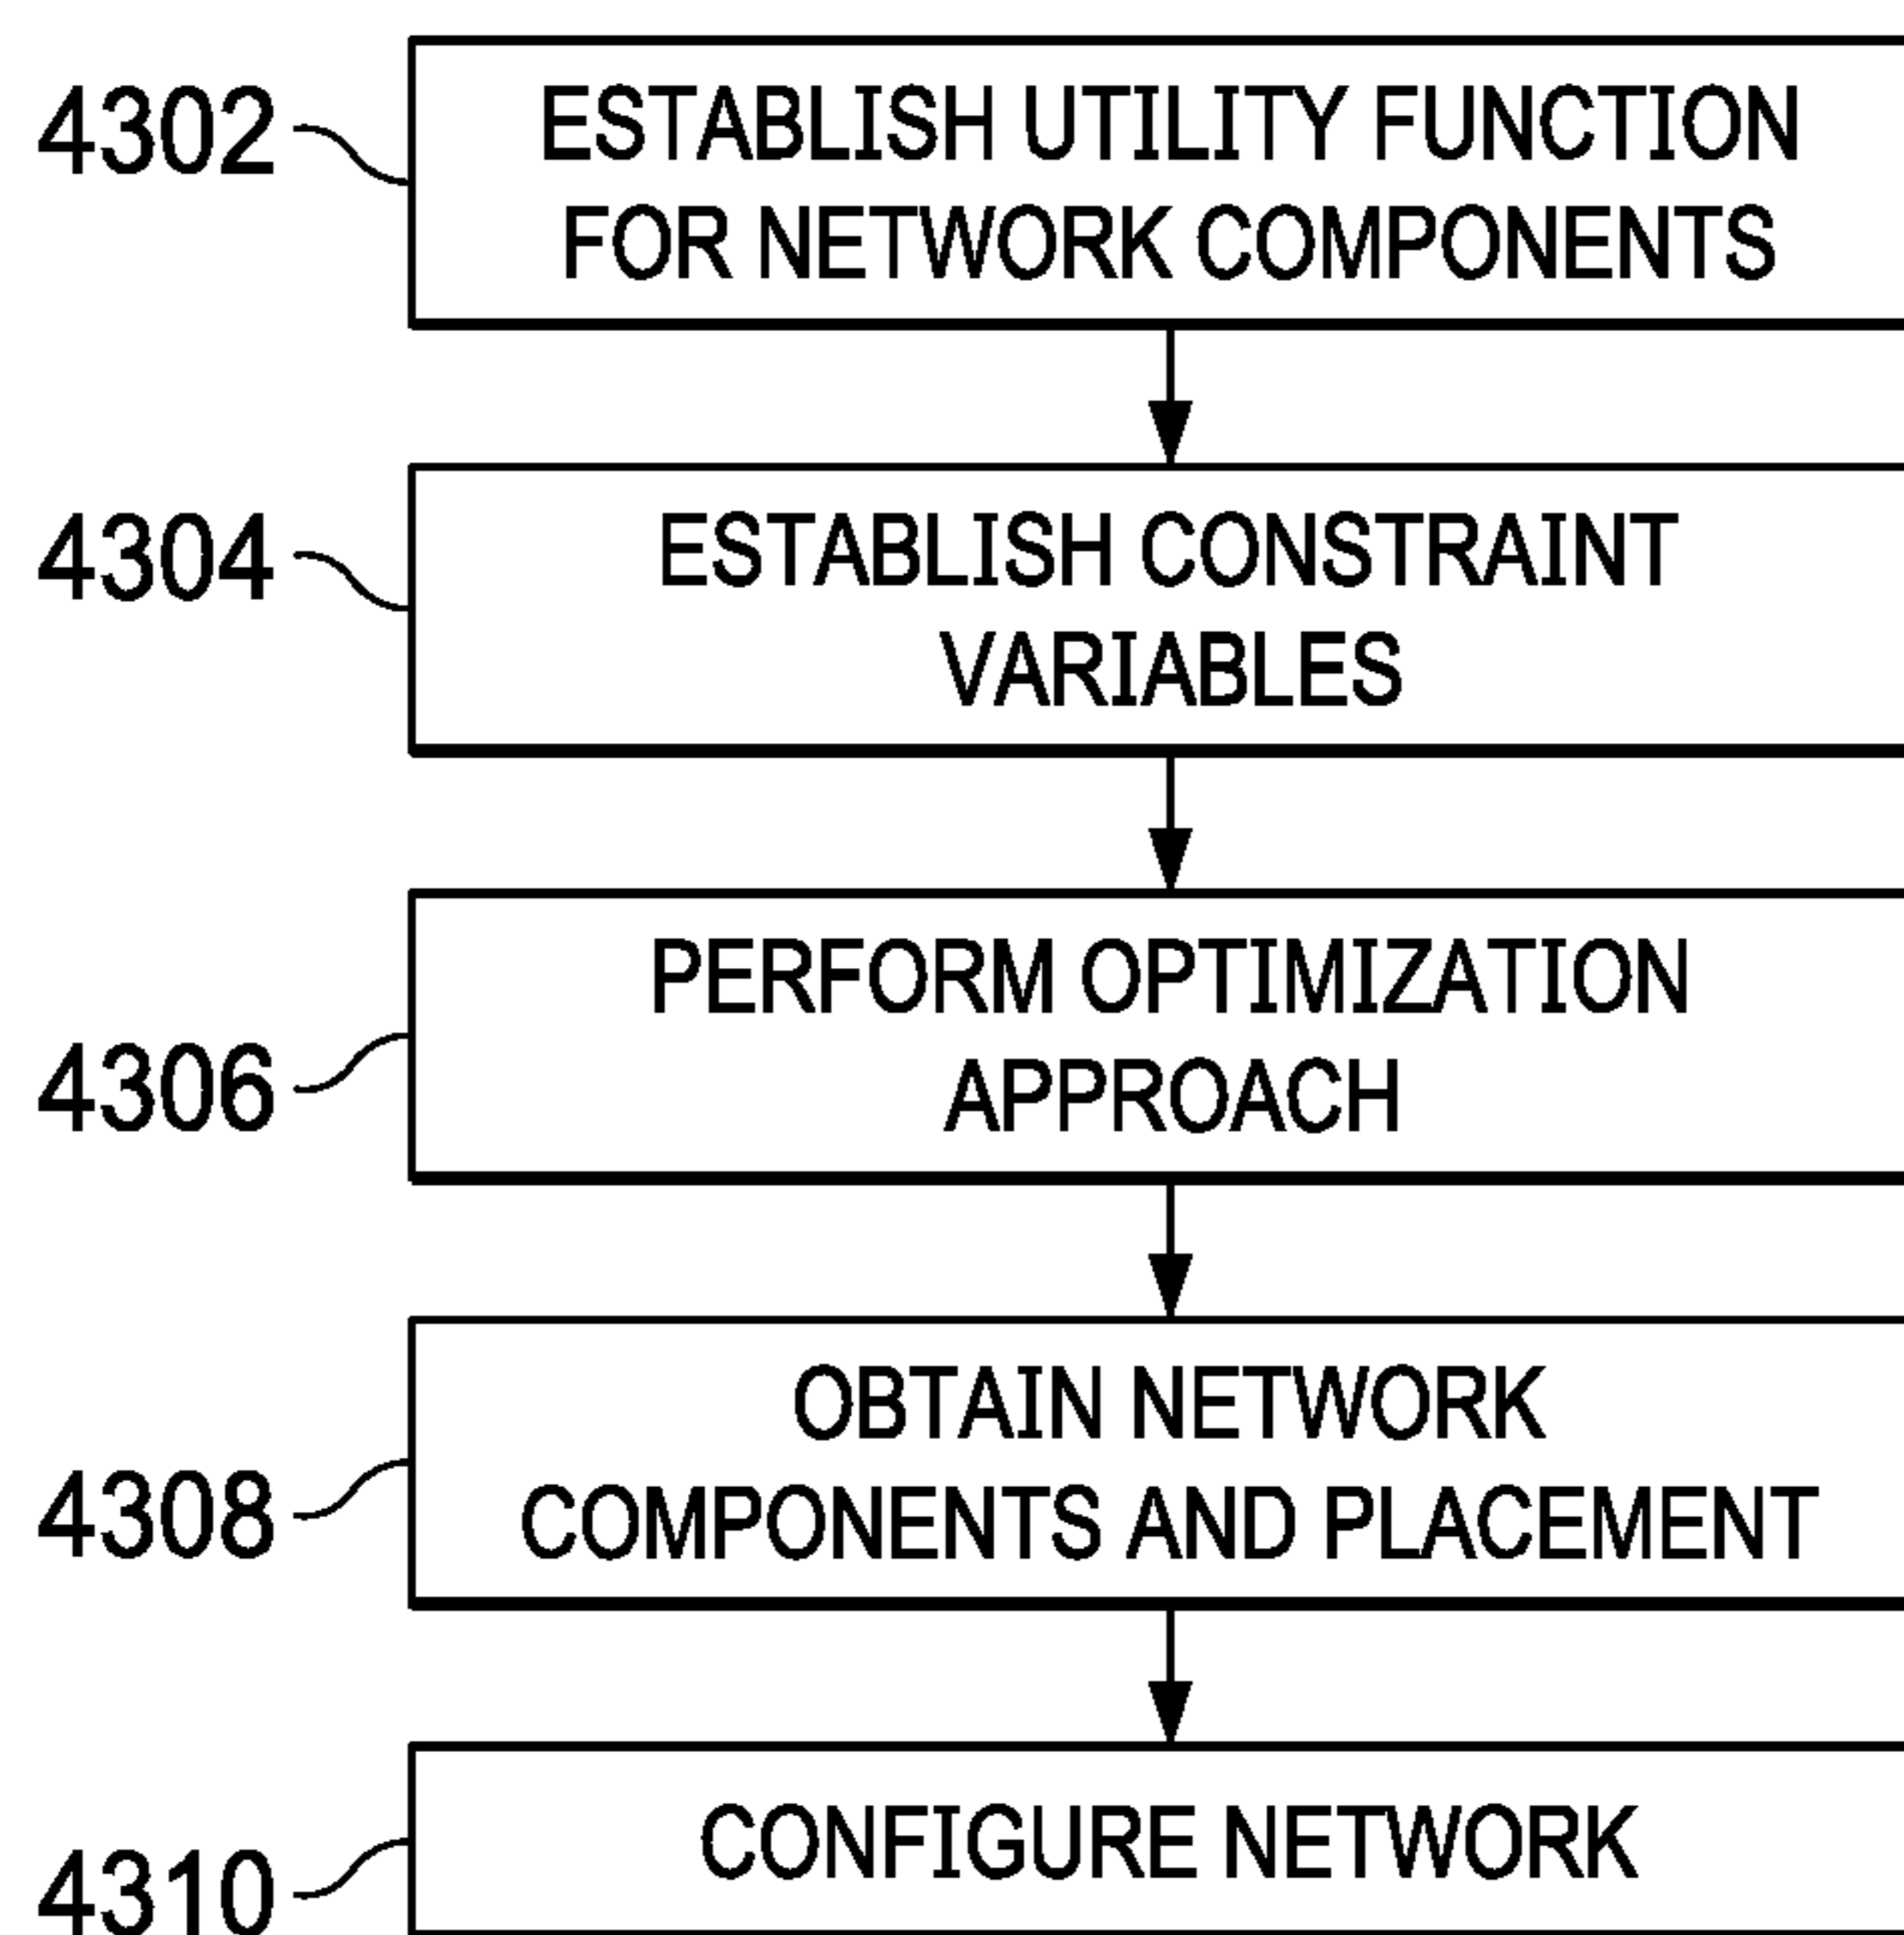 4302
ESTABLISH UTILITY FUNCTION
FOR NETWORK COMPONENTS
4304
ESTABLISH CONSTRAINT
VARIABLES
4306
PERFORM OPTIMIZATION
APPROACH
4308
OBTAIN NETWORK
COMPONENTS AND PLACEMENT
4310
CONFIGURE NETWORK